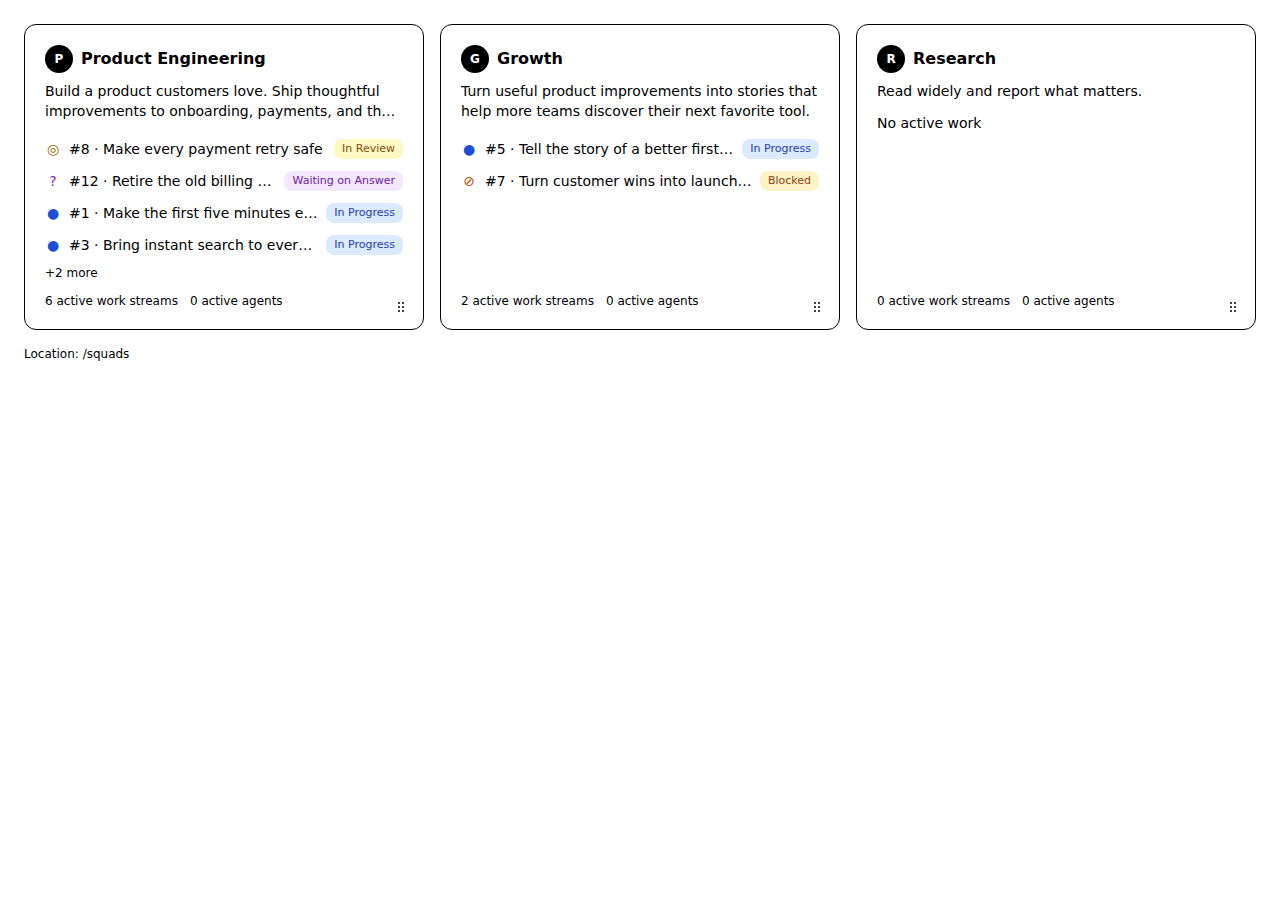 P Product Engineering
Build a product customers love. Ship thoughtful
improvements to onboarding, payments, and th…
◎ #8 · Make every payment retry safe In Review
? #12 · Retire the old billing … Waiting on Answer
● #1 · Make the first five minutes e… In Progress
● #3 · Bring instant search to ever… In Progress
+2 more
6 active work streams 0 active agents
G Growth
Turn useful product improvements into stories that
help more teams discover their next favorite tool.
● #5 · Tell the story of a better first… In Progress
⊘ #7 · Turn customer wins into launch… Blocked
2 active work streams 0 active agents
R Research
Read widely and report what matters.
No active work
0 active work streams 0 active agents
Location: /squads